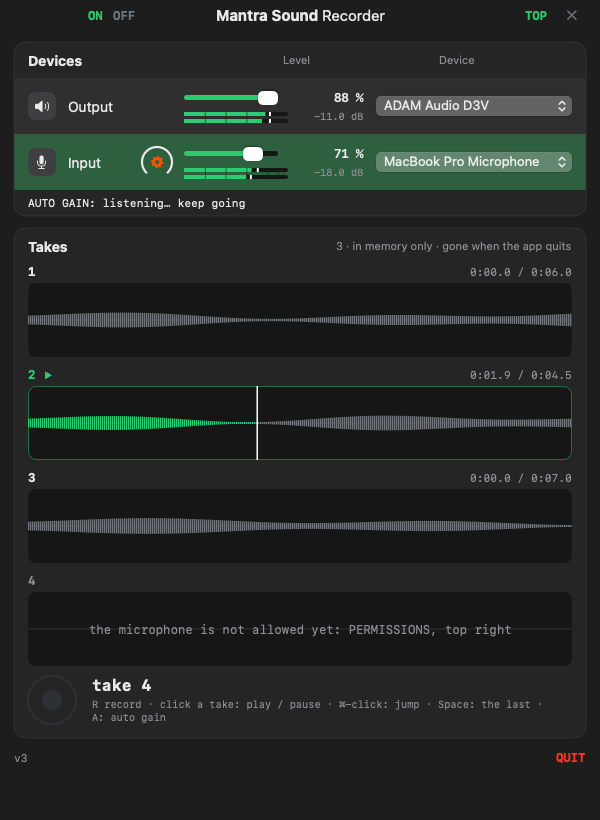 ON OFF
Mantra Sound Recorder
TOP
Devices
Level
Device
Output
88 %
−11.0 dB
ADAM Audio D3V
Input
71 %
−18.0 dB
MacBook Pro Microphone
AUTO GAIN: listening… keep going
Takes
3 · in memory only · gone when the app quits
1
0:00.0 / 0:06.0
2
0:01.9 / 0:04.5
3
0:00.0 / 0:07.0
4
the microphone is not allowed yet: PERMISSIONS, top right
take 4
R record · click a take: play / pause · ⌘-click: jump · Space: the last ·
A: auto gain
v3
QUIT